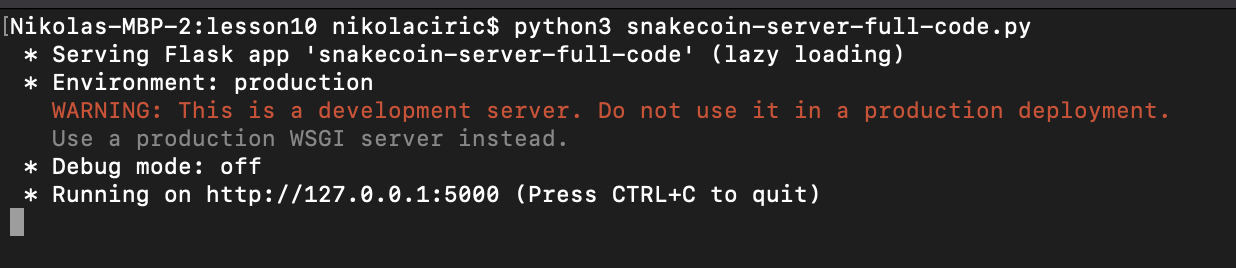 [Nikolas-MBP-2:lesson10 nikolaciric$ python3 snakecoin-server-full-code.py
* Serving Flask app 'snakecoin-server-full-code' (lazy loading)
* Environment: production
WARNING: This is a development server. Do not use it in a production deployment.
Use a production WSGI server instead.
* Debug mode: off
* Running on http://127.0.0.1:5000 (Press CTRL+C to quit)